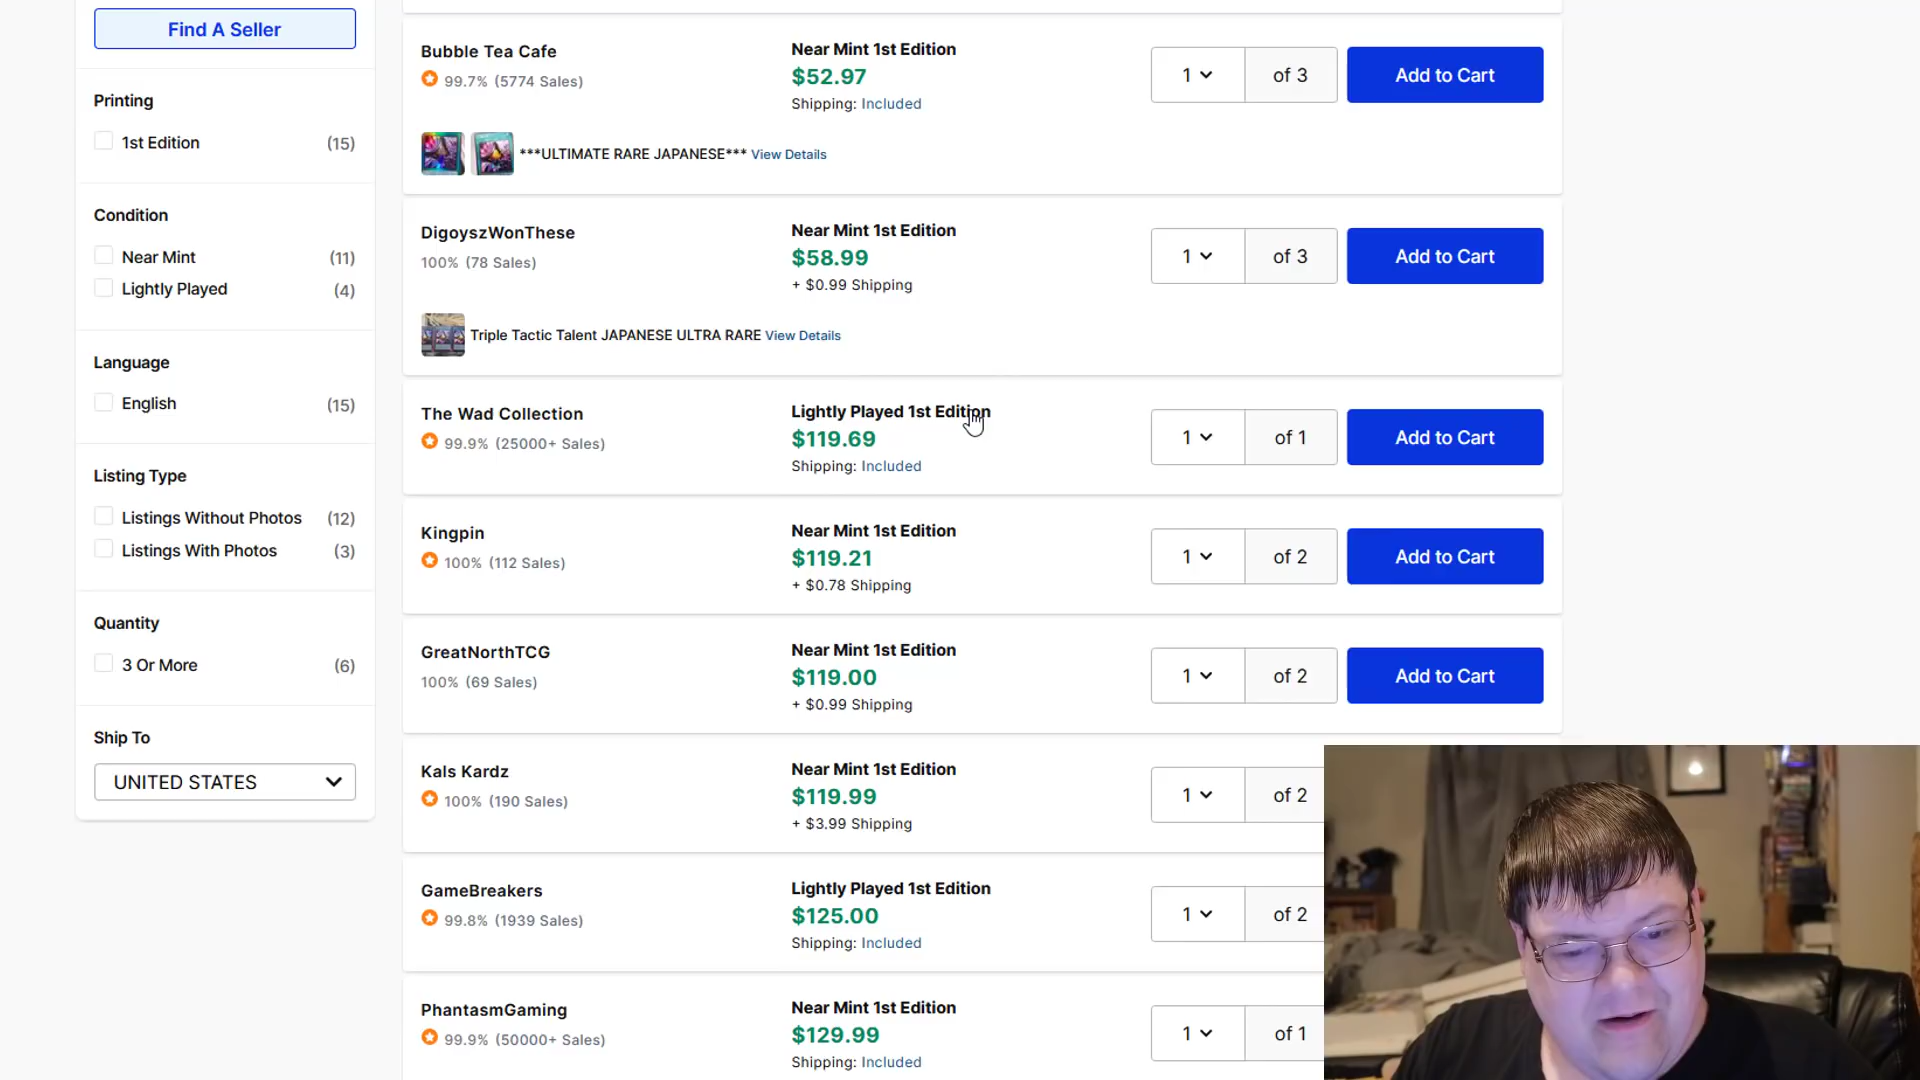 Find A Seller
Printing
1st Edition (15)
Condition
Near Mint (11)
Lightly Played (4)
Language
English (15)
Listing Type
Listings Without Photos (12)
Listings With Photos (3)
Quantity
3 Or More (6)
Ship To
UNITED STATES
Bubble Tea Cafe
99.7% (5774 Sales)
Near Mint 1st Edition
$52.97
Shipping: Included
1 of 3
Add to Cart
***ULTIMATE RARE JAPANESE*** View Details
DigoyszWonThese
100% (78 Sales)
Near Mint 1st Edition
$58.99
+ $0.99 Shipping
1 of 3
Add to Cart
Triple Tactic Talent JAPANESE ULTRA RARE View Details
The Wad Collection
99.9% (25000+ Sales)
Lightly Played 1st Edition
$119.69
Shipping: Included
1 of 1
Add to Cart
Kingpin
100% (112 Sales)
Near Mint 1st Edition
$119.21
+ $0.78 Shipping
1 of 2
Add to Cart
GreatNorthTCG
100% (69 Sales)
Near Mint 1st Edition
$119.00
+ $0.99 Shipping
1 of 2
Add to Cart
Kals Kardz
100% (190 Sales)
Near Mint 1st Edition
$119.99
+ $3.99 Shipping
1 of 2
GameBreakers
99.8% (1939 Sales)
Lightly Played 1st Edition
$125.00
Shipping: Included
1 of 2
PhantasmGaming
99.9% (50000+ Sales)
Near Mint 1st Edition
$129.99
Shipping: Included
1 of 1